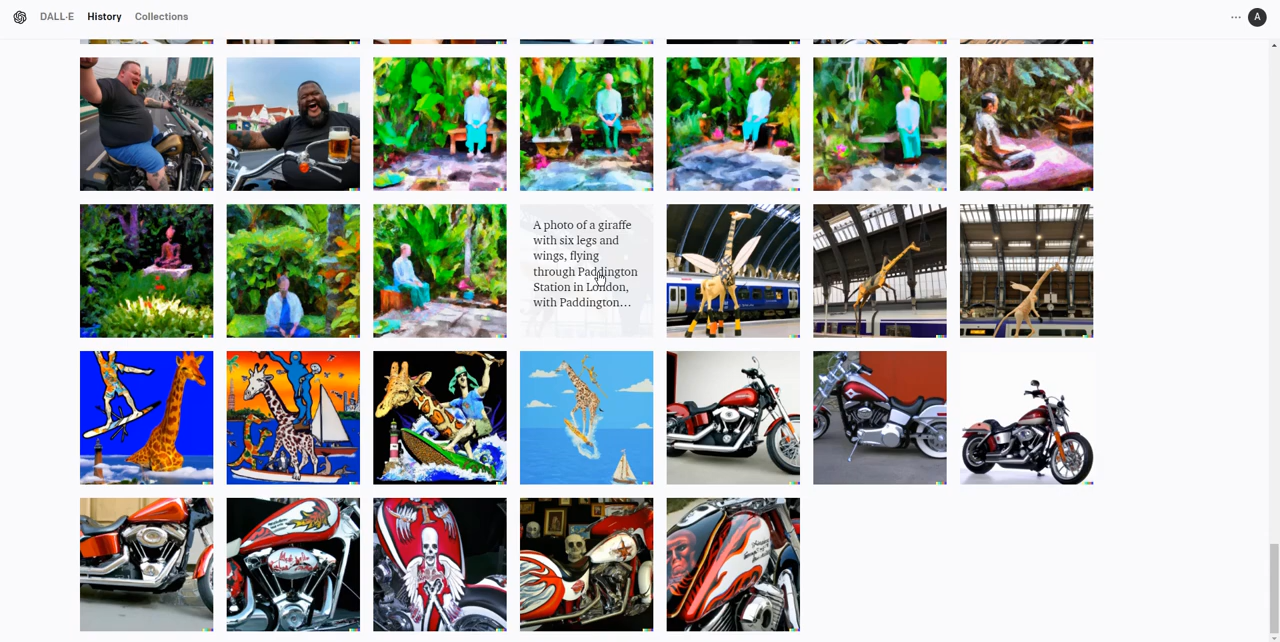 DALL·E
History
Collections
A
A photo of a giraffe
with six legs and
wings, flying
through Paddington
Station in London,
with Paddington…